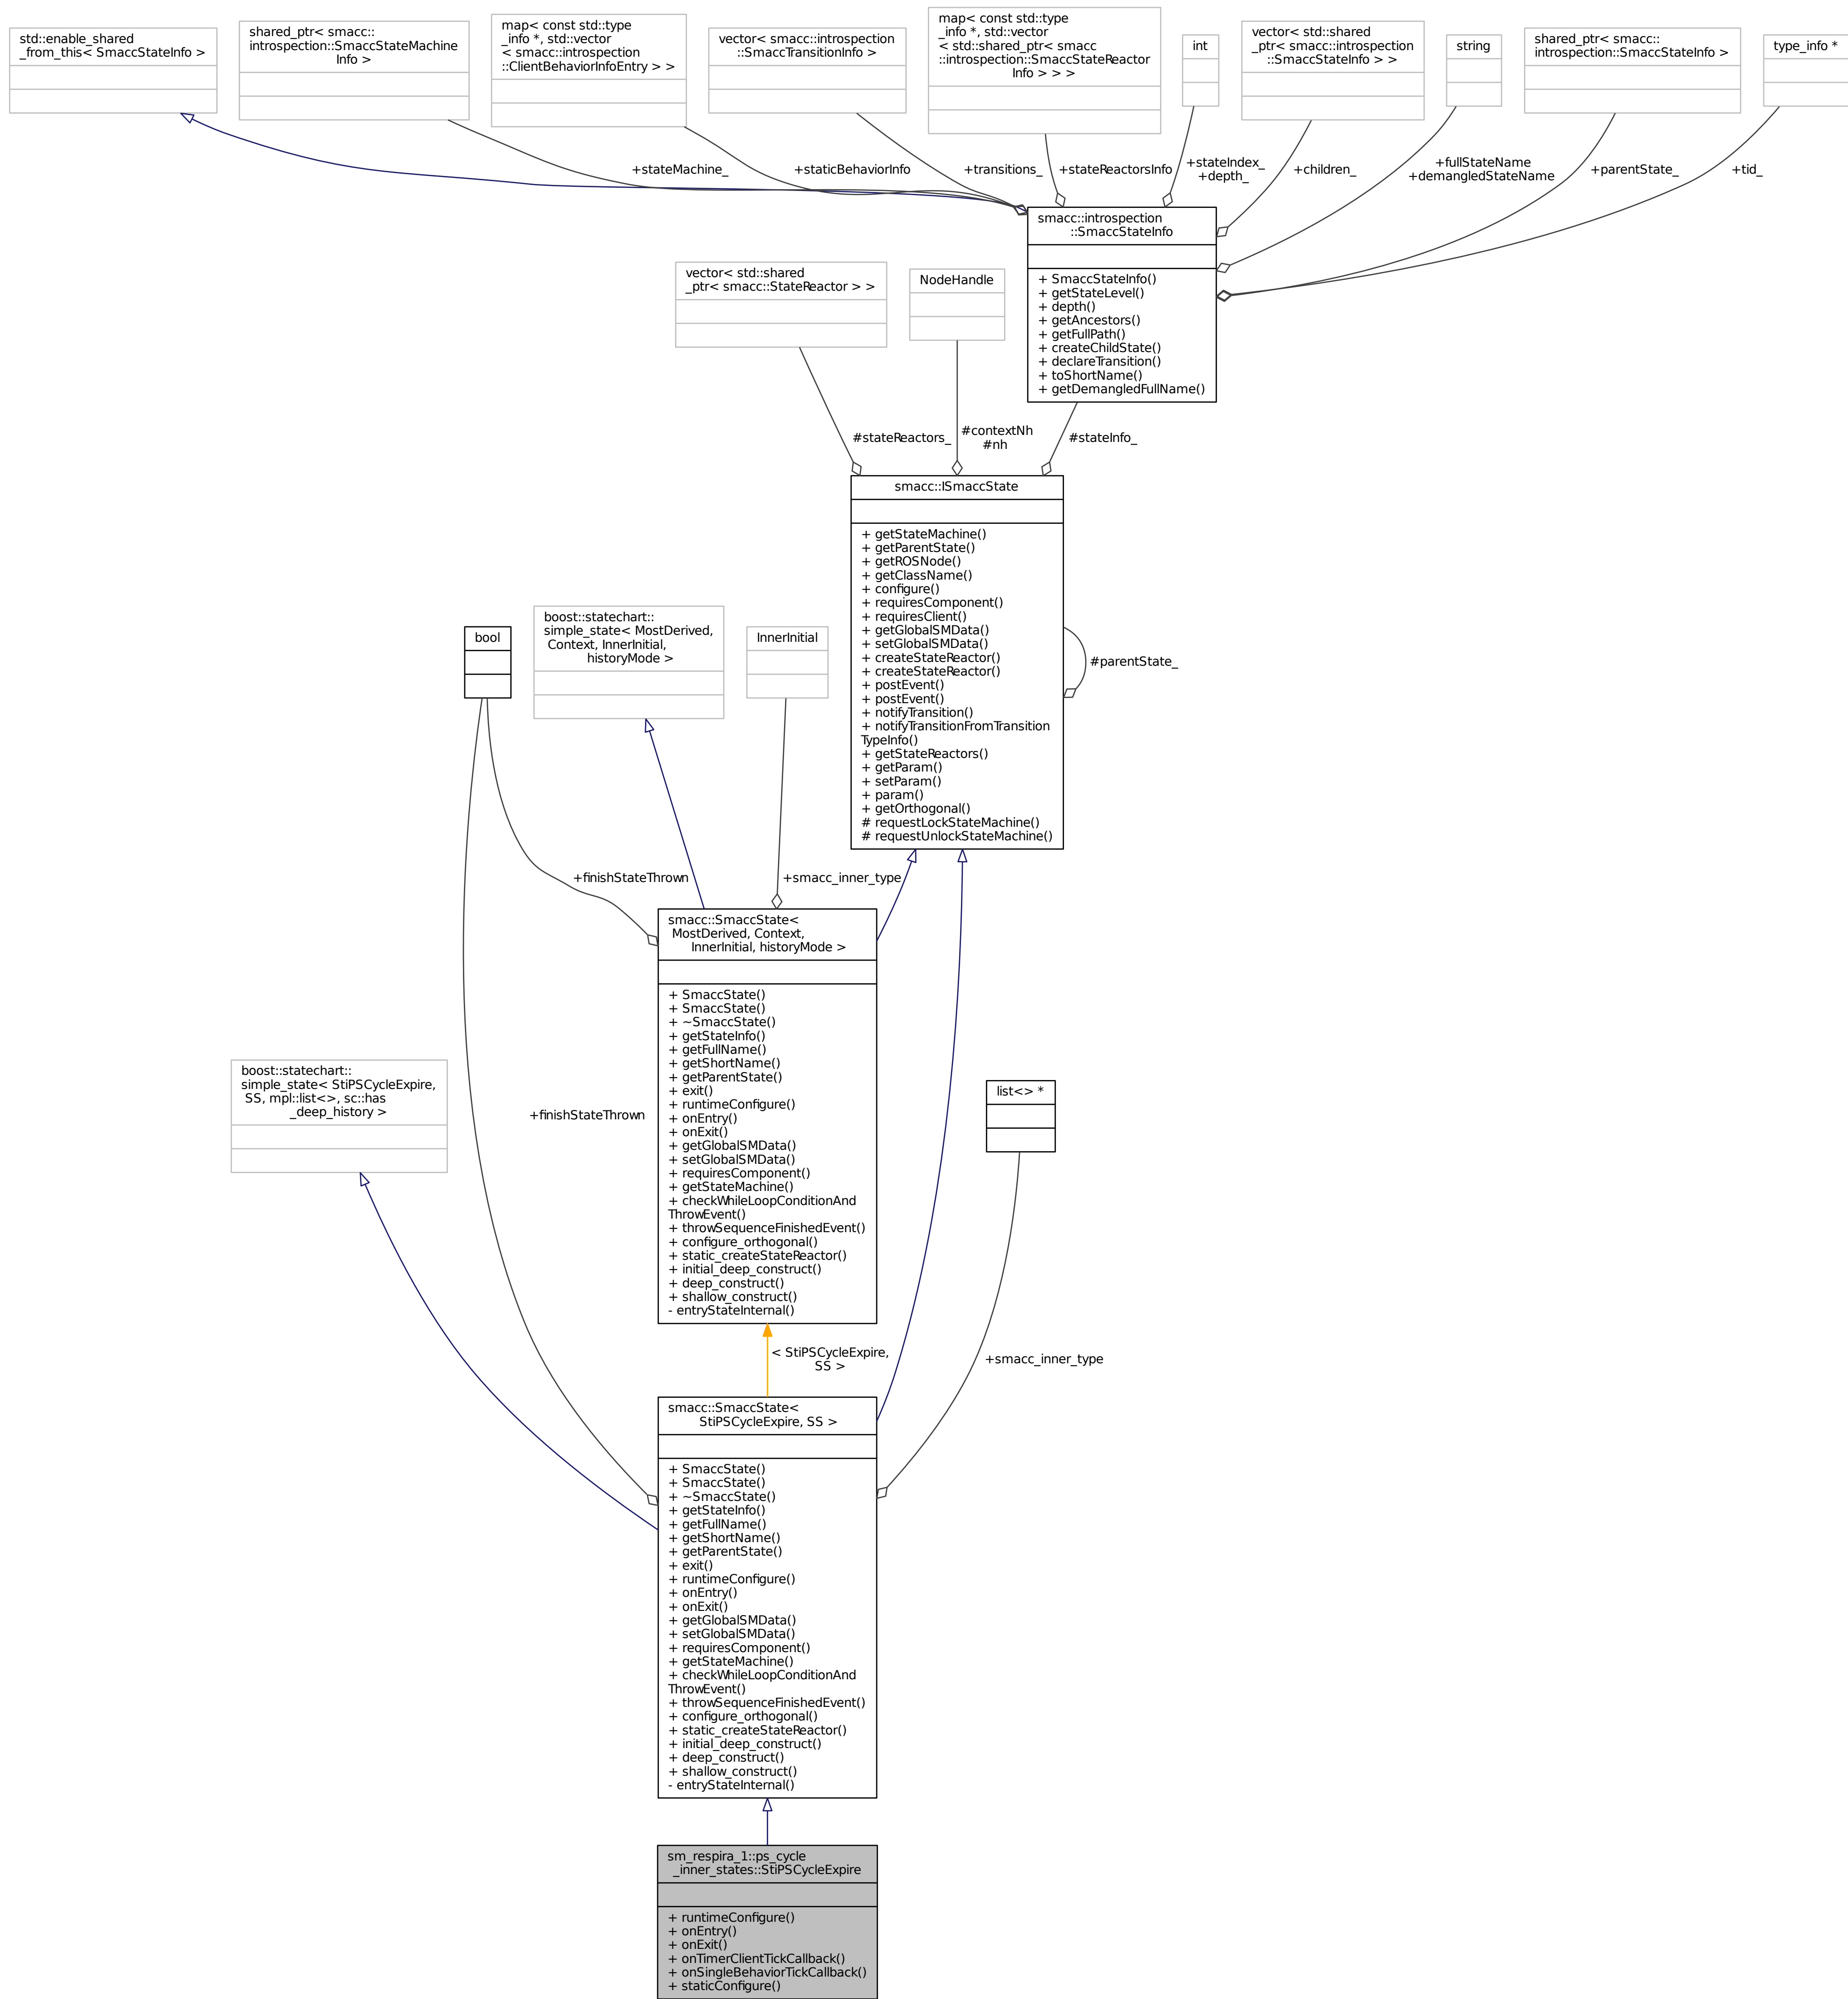 std::enable_shared
_from_this< SmaccStateInfo >
shared_ptr< smacc::
introspection::SmaccStateMachine
Info >
map< const std::type
_info *, std::vector
< smacc::introspection
::ClientBehaviorInfoEntry > >
vector< smacc::introspection
::SmaccTransitionInfo >
map< const std::type
_info *, std::vector
< std::shared_ptr< smacc
::introspection::SmaccStateReactor
Info > > >
int
vector< std::shared
_ptr< smacc::introspection
::SmaccStateInfo > >
string
shared_ptr< smacc::
introspection::SmaccStateInfo >
type_info *
+stateMachine_
+staticBehaviorInfo
+transitions_
+stateReactorsInfo
+stateIndex_
+depth_
+children_
+fullStateName
+demangledStateName
+parentState_
+tid_
smacc::introspection
::SmaccStateInfo
+ SmaccStateInfo()
+ getStateLevel()
+ depth()
+ getAncestors()
+ getFullPath()
+ createChildState()
+ declareTransition()
+ toShortName()
+ getDemangledFullName()
vector< std::shared
_ptr< smacc::StateReactor > >
NodeHandle
#stateReactors_
#contextNh
#nh
#stateInfo_
smacc::ISmaccState
+ getStateMachine()
+ getParentState()
+ getROSNode()
+ getClassName()
+ configure()
+ requiresComponent()
+ requiresClient()
+ getGlobalSMData()
+ setGlobalSMData()
+ createStateReactor()
+ createStateReactor()
+ postEvent()
+ postEvent()
+ notifyTransition()
+ notifyTransitionFromTransition
TypeInfo()
+ getStateReactors()
+ getParam()
+ setParam()
+ param()
+ getOrthogonal()
# requestLockStateMachine()
# requestUnlockStateMachine()
#parentState_
bool
boost::statechart::
simple_state< MostDerived,
Context, InnerInitial,
historyMode >
InnerInitial
+finishStateThrown
+smacc_inner_type
smacc::SmaccState<
MostDerived, Context,
InnerInitial, historyMode >
+ SmaccState()
+ SmaccState()
+ ~SmaccState()
+ getStateInfo()
+ getFullName()
+ getShortName()
+ getParentState()
+ exit()
+ runtimeConfigure()
+ onEntry()
+ onExit()
+ getGlobalSMData()
+ setGlobalSMData()
+ requiresComponent()
+ getStateMachine()
+ checkWhileLoopConditionAnd
ThrowEvent()
+ throwSequenceFinishedEvent()
+ configure_orthogonal()
+ static_createStateReactor()
+ initial_deep_construct()
+ deep_construct()
+ shallow_construct()
- entryStateInternal()
boost::statechart::
simple_state< StiPSCycleExpire,
SS, mpl::list<>, sc::has
_deep_history >
+finishStateThrown
list<> *
< StiPSCycleExpire,
SS >
+smacc_inner_type
smacc::SmaccState<
StiPSCycleExpire, SS >
+ SmaccState()
+ SmaccState()
+ ~SmaccState()
+ getStateInfo()
+ getFullName()
+ getShortName()
+ getParentState()
+ exit()
+ runtimeConfigure()
+ onEntry()
+ onExit()
+ getGlobalSMData()
+ setGlobalSMData()
+ requiresComponent()
+ getStateMachine()
+ checkWhileLoopConditionAnd
ThrowEvent()
+ throwSequenceFinishedEvent()
+ configure_orthogonal()
+ static_createStateReactor()
+ initial_deep_construct()
+ deep_construct()
+ shallow_construct()
- entryStateInternal()
sm_respira_1::ps_cycle
_inner_states::StiPSCycleExpire
+ runtimeConfigure()
+ onEntry()
+ onExit()
+ onTimerClientTickCallback()
+ onSingleBehaviorTickCallback()
+ staticConfigure()